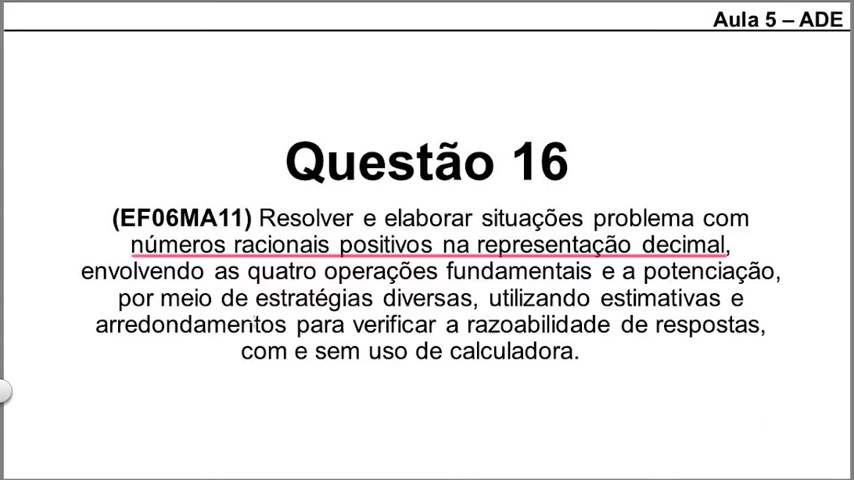 Aula 5 – ADE
Questão 16
(EF06MA11) Resolver e elaborar situações problema com
números racionais positivos na representação decimal,
envolvendo as quatro operações fundamentais e a potenciação,
por meio de estratégias diversas, utilizando estimativas e
arredondamentos para verificar a razoabilidade de respostas,
com e sem uso de calculadora.